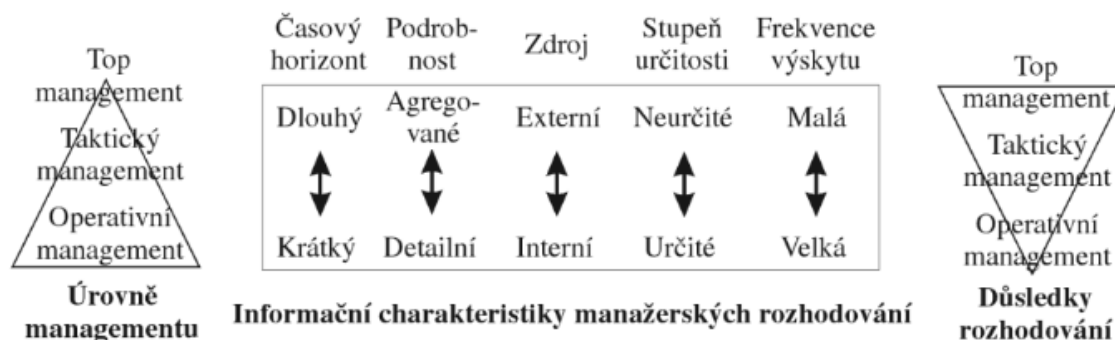 Top
management
Taktický
management
Operativní
management
Úrovně
managementu
Časový
horizont
Podrob-
nost
Zdroj
Stupeň
určitosti
Frekvence
výskytu
Dlouhý
Agrego-
vané
Externí
Neurčité
Malá
Krátký
Detailní
Interní
Určité
Velká
Informační charakteristiky manažerských rozhodování
Top
management
Taktický
management
Operativní
management
Důsledky
rozhodování